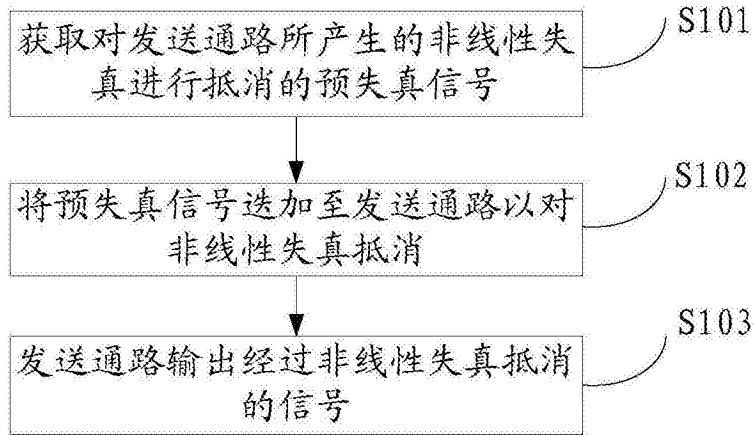 获取对发送通路所产生的非线性失
真进行抵消的预失真信号
S101
将预失真信号迭加至发送通路以对
非线性失真抵消
S102
发送通路输出经过非线性失真抵消
的信号
S103